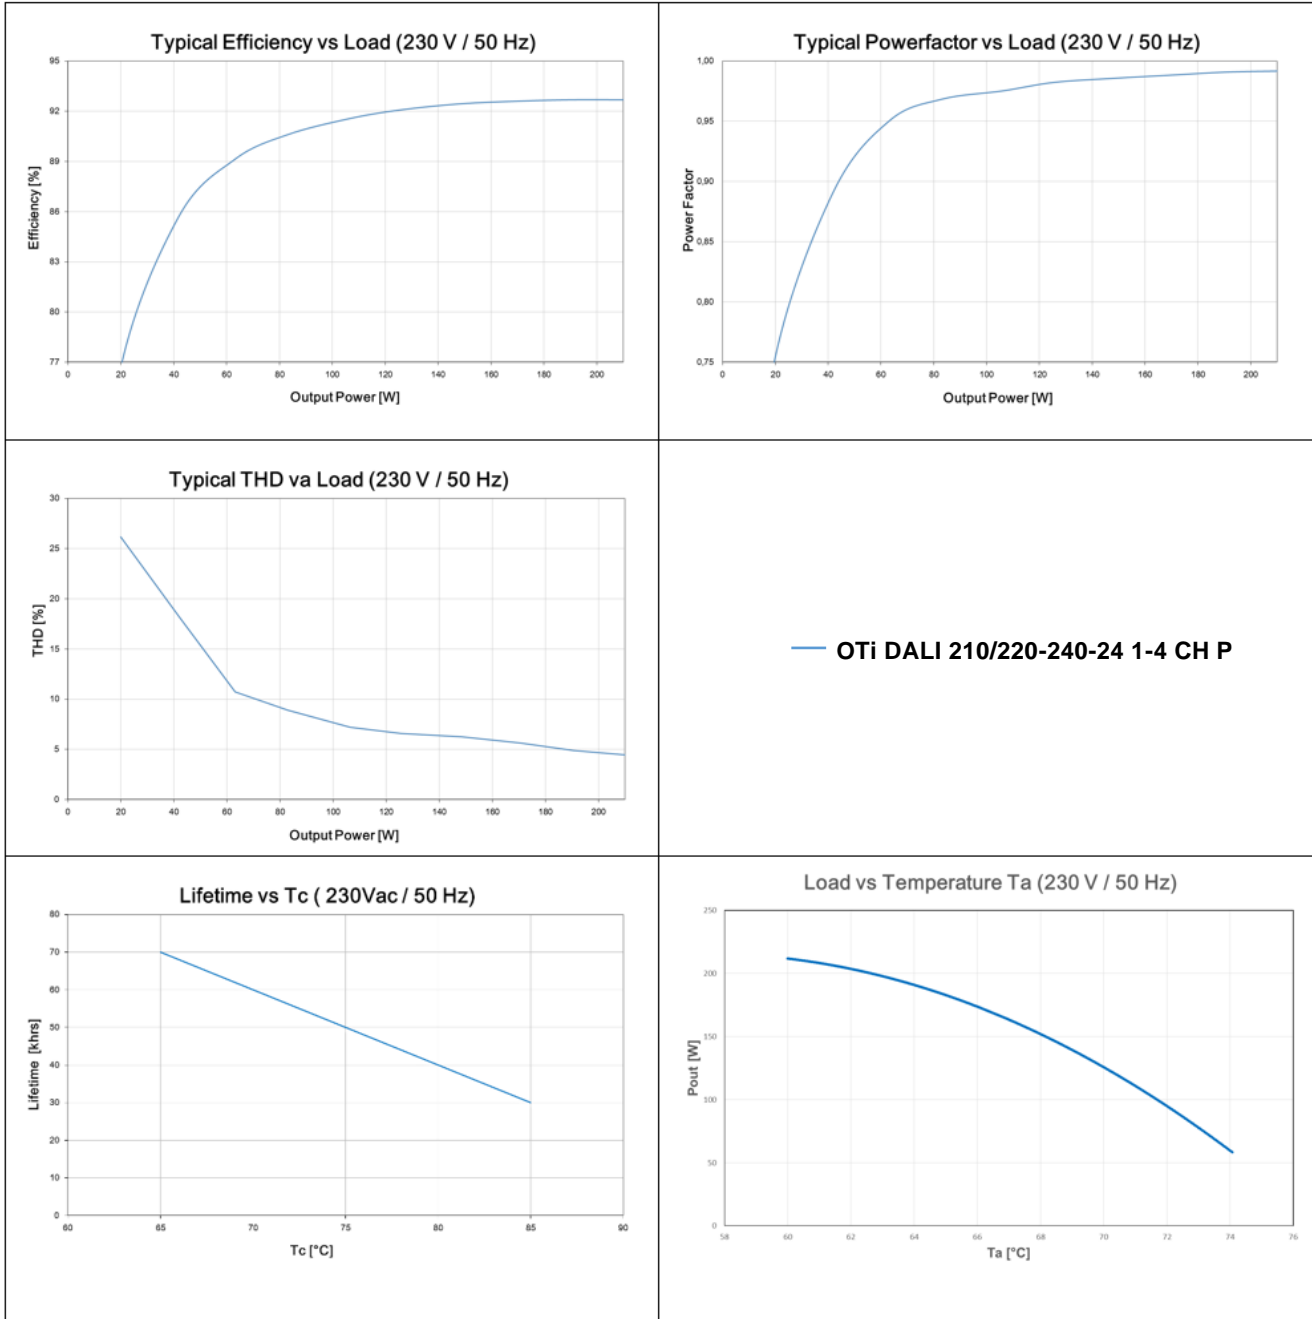 Typical Efficiency vs Load (230 V / 50 Hz)
95
92
89
86
83
80
77
Efficiency [%]
0 20 40 60 80 100 120 140 160 180 200
Output Power [W]
Typical Powerfactor vs Load (230 V / 50 Hz)
1,00
0,95
0,90
0,85
0,80
0,75
Power Factor
0 20 40 60 80 100 120 140 160 180 200
Output Power [W]
Typical THD va Load (230 V / 50 Hz)
30
25
20
15
10
5
0
THD [%]
0 20 40 60 80 100 120 140 160 180 200
Output Power [W]
OTi DALI 210/220-240-24 1-4 CH P
Lifetime vs Tc ( 230Vac / 50 Hz)
80
70
60
50
40
30
20
10
0
Lifetime [khrs]
60 65 70 75 80 85 90
Tc [°C]
Load vs Temperature Ta (230 V / 50 Hz)
250
200
150
100
50
0
Pout [W]
58 60 62 64 66 68 70 72 74 76
Ta [°C]